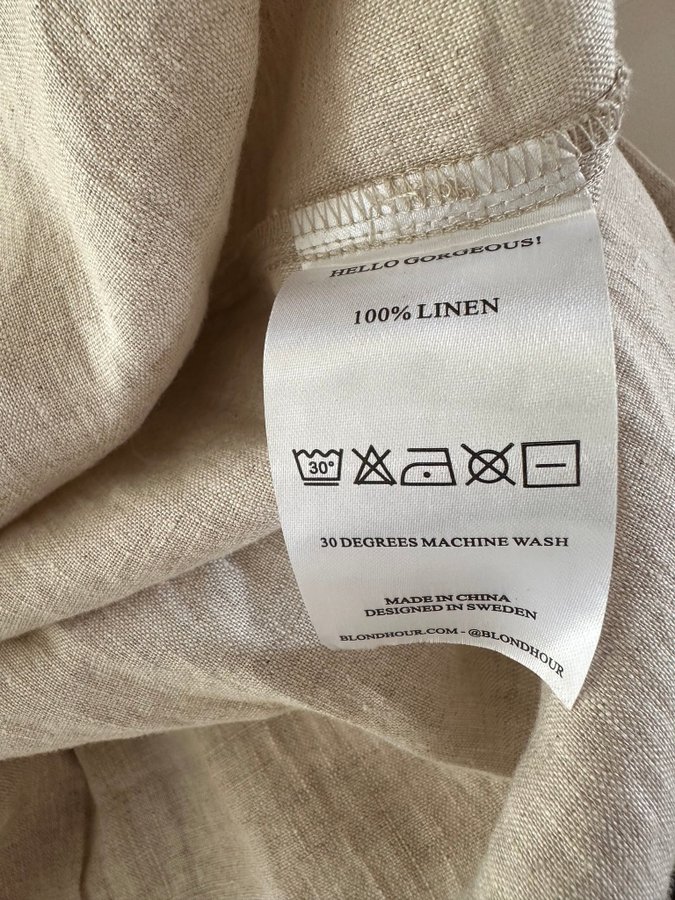 HELLO GORGEOUS!
100% LINEN
30°
30 DEGREES MACHINE WASH
MADE IN CHINA
DESIGNED IN SWEDEN
BLONDHOUR.COM - @BLONDHOUR